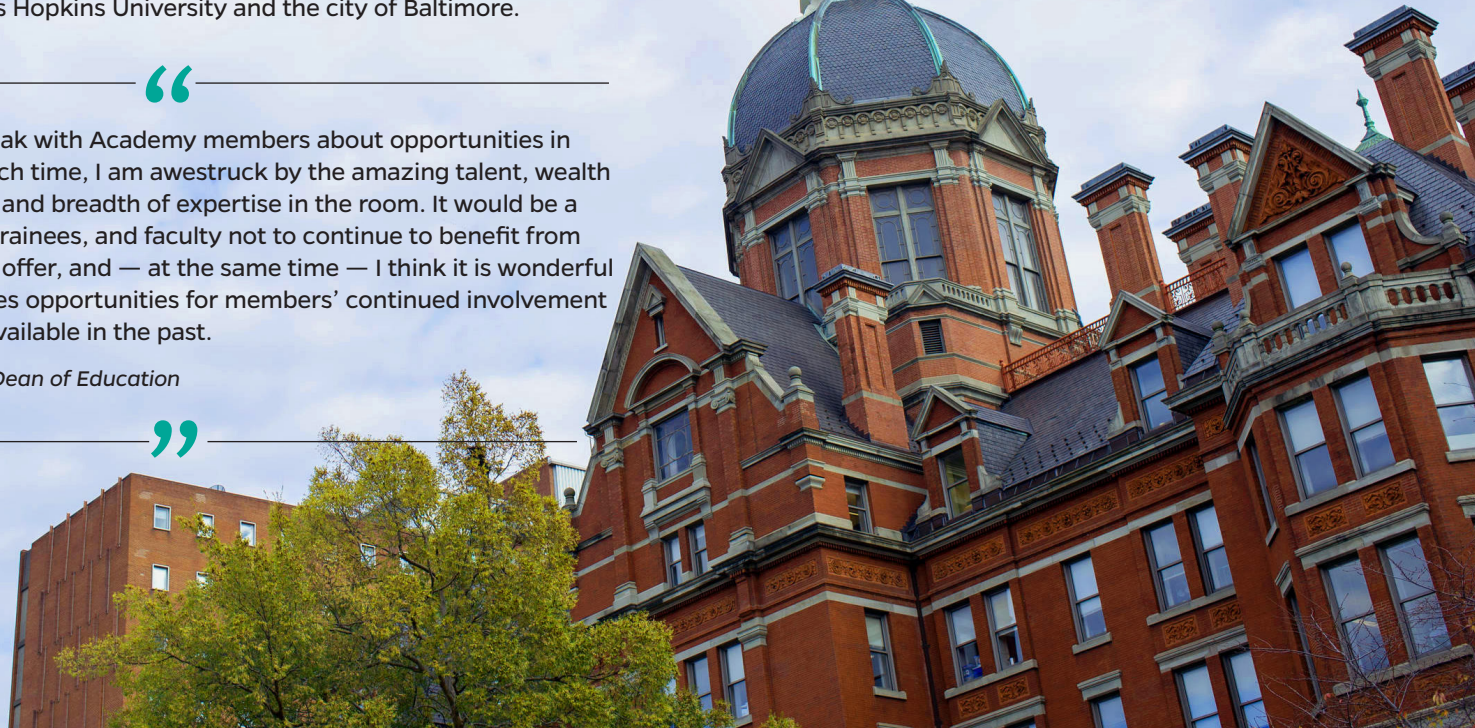 s Hopkins University and the city of Baltimore.
“
ak with Academy members about opportunities in
ch time, I am awestruck by the amazing talent, wealth
and breadth of expertise in the room. It would be a
rainees, and faculty not to continue to benefit from
offer, and — at the same time — I think it is wonderful
es opportunities for members’ continued involvement
vailable in the past.
Dean of Education
”